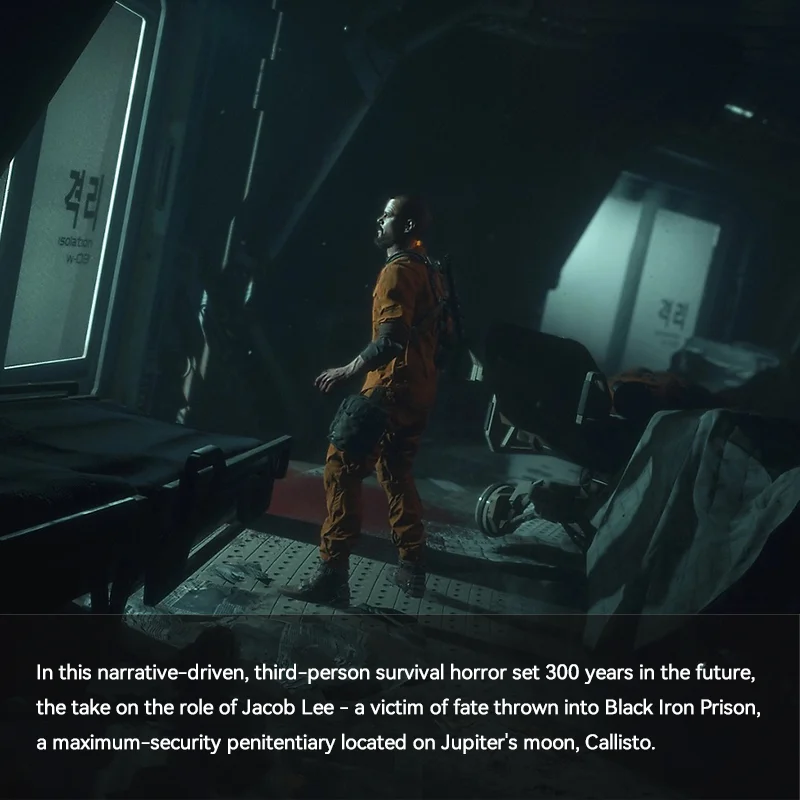 격리
isolation
w-03
격리
In this narrative-driven, third-person survival horror set 300 years in the future,
the take on the role of Jacob Lee - a victim of fate thrown into Black Iron Prison,
a maximum-security penitentiary located on Jupiter's moon, Callisto.